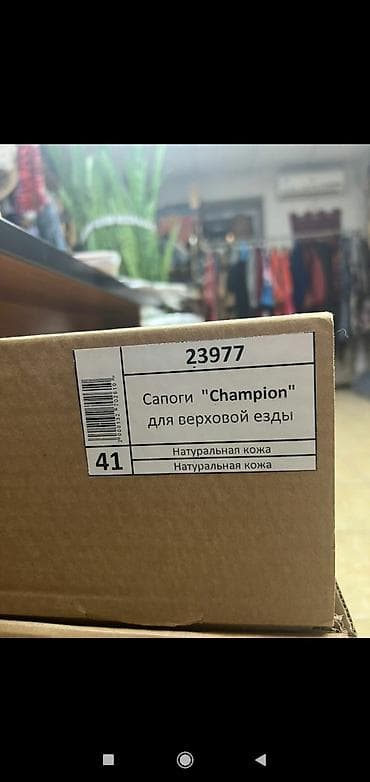 23977
Сапоги "Champion"
для верховой езды
41
Натуральная кожа
Натуральная кожа